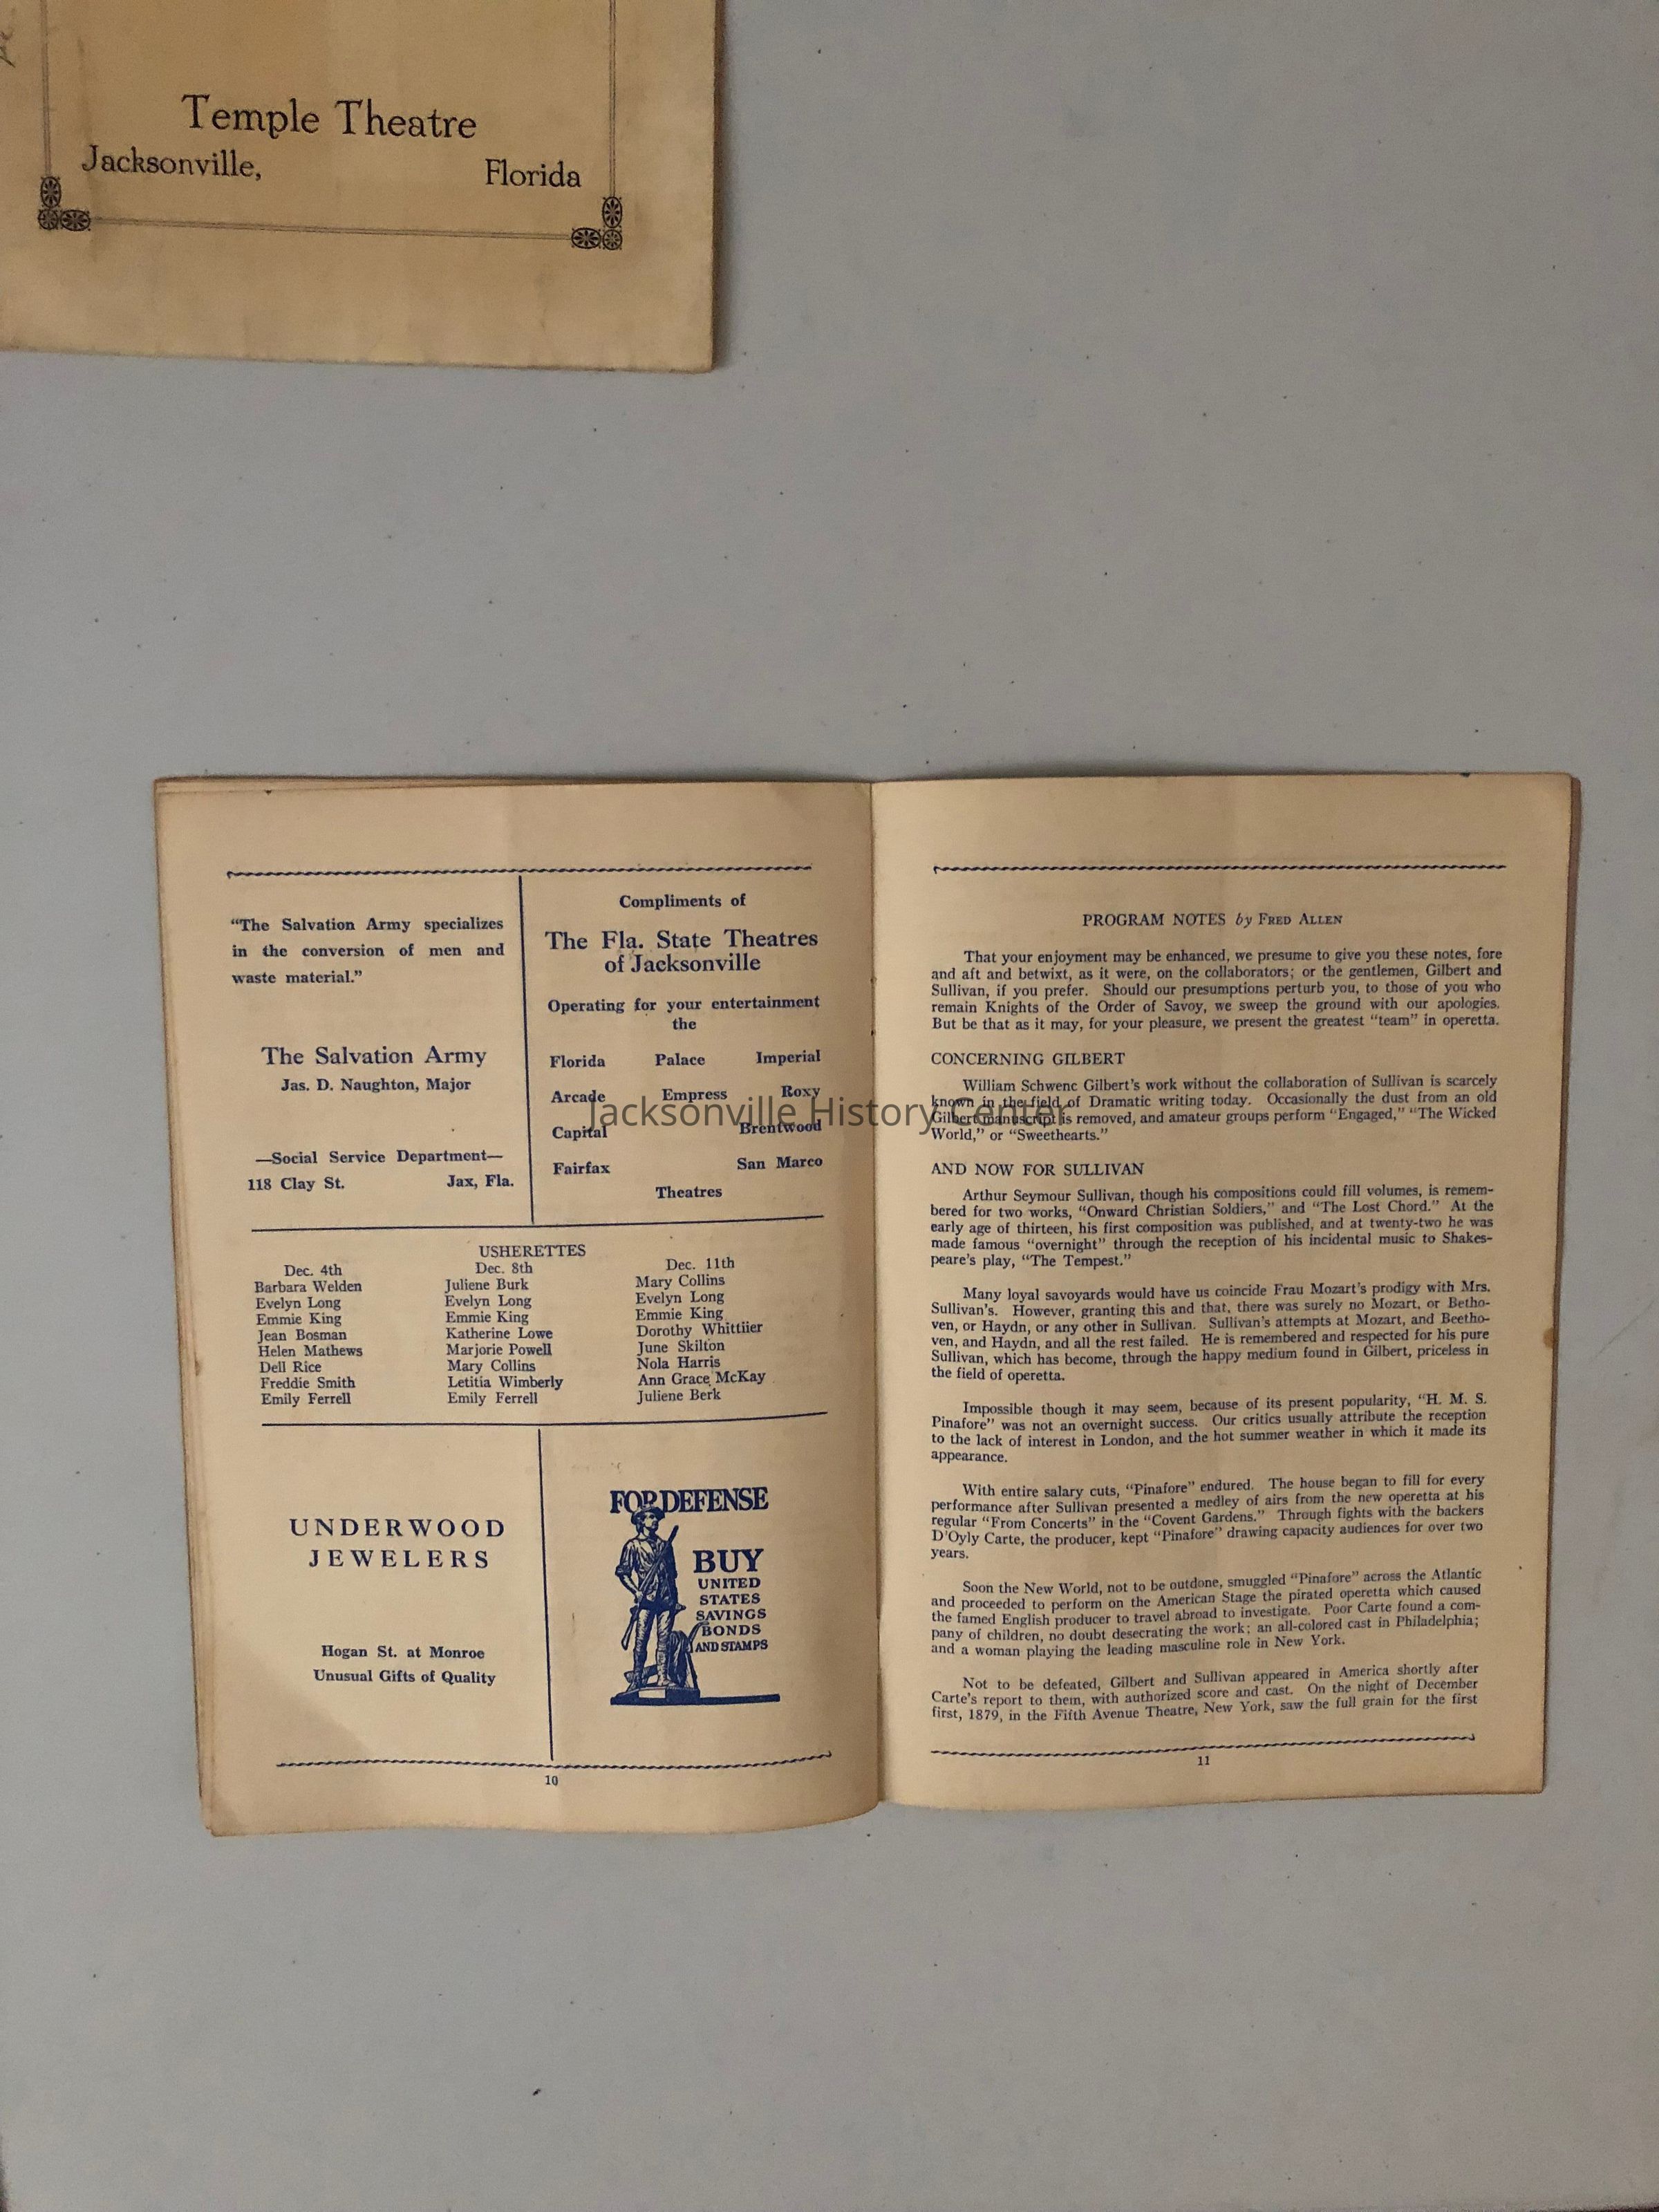 Temple Theatre
Jacksonville, Florida
"The Salvation Army specializes
in the conversion of men and
waste material."
The Salvation Army
Jas. D. Naughton, Major
—Social Service Department—
118 Clay St. Jax, Fla.
Compliments of
The Fla. State Theatres
of Jacksonville
Operating for your entertainment
the
Florida Palace Imperial
Arcade Empress Roxy
Capital Brentwood
Fairfax San Marco
Theatres
Jacksonville History Center
USHERETTES
Dec. 4th
Barbara Welden
Evelyn Long
Emmie King
Jean Bosman
Helen Mathews
Dell Rice
Freddie Smith
Emily Ferrell
Dec. 8th
Juliene Burk
Evelyn Long
Emmie King
Katherine Lowe
Marjorie Powell
Mary Collins
Letitia Wimberly
Emily Ferrell
Dec. 11th
Mary Collins
Evelyn Long
Emmie King
Dorothy Whittiier
June Skilton
Nola Harris
Ann Grace McKay
Juliene Berk
UNDERWOOD
JEWELERS
Hogan St. at Monroe
Unusual Gifts of Quality
FOR DEFENSE
BUY
UNITED
STATES
SAVINGS
BONDS
AND STAMPS
10
PROGRAM NOTES by FRED ALLEN
That your enjoyment may be enhanced, we presume to give you these notes, fore
and aft and betwixt, as it were, on the collaborators; or the gentlemen, Gilbert and
Sullivan, if you prefer. Should our presumptions perturb you, to those of you who
remain Knights of the Order of Savoy, we sweep the ground with our apologies.
But be that as it may, for your pleasure, we present the greatest "team" in operetta.
CONCERNING GILBERT
William Schwenc Gilbert's work without the collaboration of Sullivan is scarcely
known in the field of Dramatic writing today. Occasionally the dust from an old
Gilbert manuscript is removed, and amateur groups perform "Engaged," "The Wicked
World," or "Sweethearts."
AND NOW FOR SULLIVAN
Arthur Seymour Sullivan, though his compositions could fill volumes, is remem-
bered for two works, "Onward Christian Soldiers," and "The Lost Chord." At the
early age of thirteen, his first composition was published, and at twenty-two he was
made famous "overnight" through the reception of his incidental music to Shakes-
peare's play, "The Tempest."
Many loyal savoyards would have us coincide Frau Mozart's prodigy with Mrs.
Sullivan's. However, granting this and that, there was surely no Mozart, or Betho-
ven, or Haydn, or any other in Sullivan. Sullivan's attempts at Mozart, and Beetho-
ven, and Haydn, and all the rest failed. He is remembered and respected for his pure
Sullivan, which has become, through the happy medium found in Gilbert, priceless in
the field of operetta.
Impossible though it may seem, because of its present popularity, "H. M. S.
Pinafore" was not an overnight success. Our critics usually attribute the reception
to the lack of interest in London, and the hot summer weather in which it made its
appearance.
With entire salary cuts, "Pinafore" endured. The house began to fill for every
performance after Sullivan presented a medley of airs from the new operetta at his
regular "From Concerts" in the "Covent Gardens." Through fights with the backers
D'Oyly Carte, the producer, kept "Pinafore" drawing capacity audiences for over two
years.
Soon the New World, not to be outdone, smuggled "Pinafore" across the Atlantic
and proceeded to perform on the American Stage the pirated operetta which caused
the famed English producer to travel abroad to investigate. Poor Carte found a com-
pany of children, no doubt desecrating the work; an all-colored cast in Philadelphia;
and a woman playing the leading masculine role in New York.
Not to be defeated, Gilbert and Sullivan appeared in America shortly after
Carte's report to them, with authorized score and cast. On the night of December
first, 1879, in the Fifth Avenue Theatre, New York, saw the full grain for the first
11